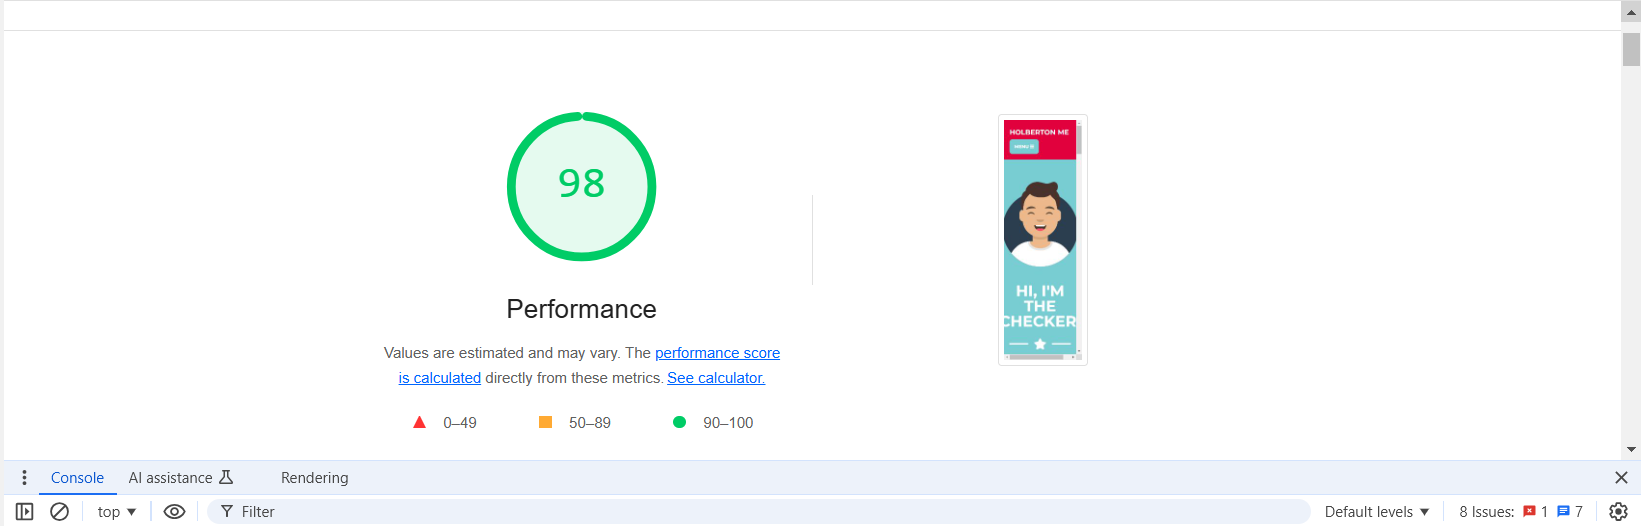 98
Performance
Values are estimated and may vary. The performance score
is calculated directly from these metrics. See calculator.
0–49
50–89
90–100
HOLBERTON ME
MENU
HI, I'M
THE
CHECKER
Console
AI assistance
Rendering
top
Filter
Default levels
8 Issues:
1
7